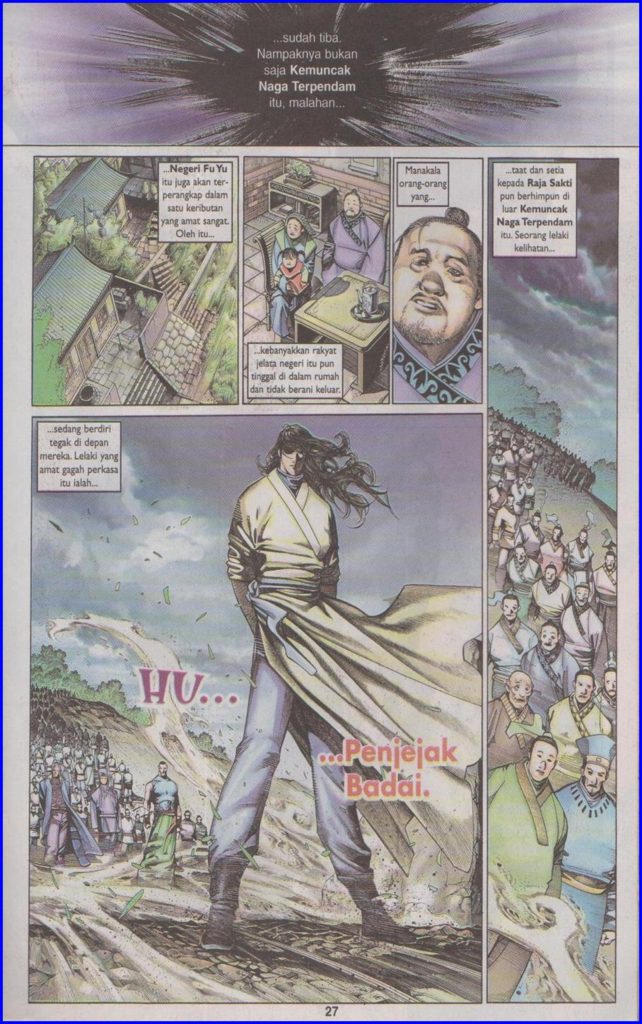 ...sudah tiba.
Nampaknya bukan
saja Kemuncak
Naga Terpendam
itu, malahan...
...Negeri Fu Yu
itu juga akan ter-
perangkap dalam
satu keributan
yang amat sangat.
Oleh itu...
...kebanyakkan rakyat
jelata negeri itu pun
tinggal di dalam rumah
dan tidak berani keluar.
Manakala
orang-orang
yang...
...taat dan setia
kepada Raja Sakti
pun berhimpun di
luar Kemuncak
Naga Terpendam
itu. Seorang lelaki
kelihatan...
...sedang berdiri
tegak di depan
mereka. Lelaki yang
amat gagah perkasa
itu ialah...
HU...
...Penjejak
Badai.
27